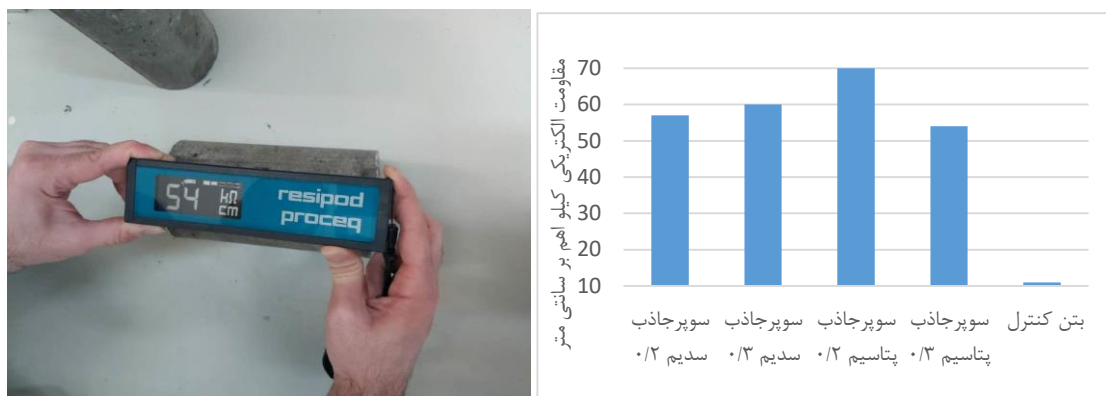 54 kΩ
cm
resipod
proceq
مقاومت الکتریکی کیلو اهم بر سانتی متر
70
60
50
40
30
20
10
سوپرجاذب
سدیم ۰/۲
سوپرجاذب
سدیم ۰/۳
سوپرجاذب
پتاسیم ۰/۲
سوپرجاذب
پتاسیم ۰/۳
بتن کنترل